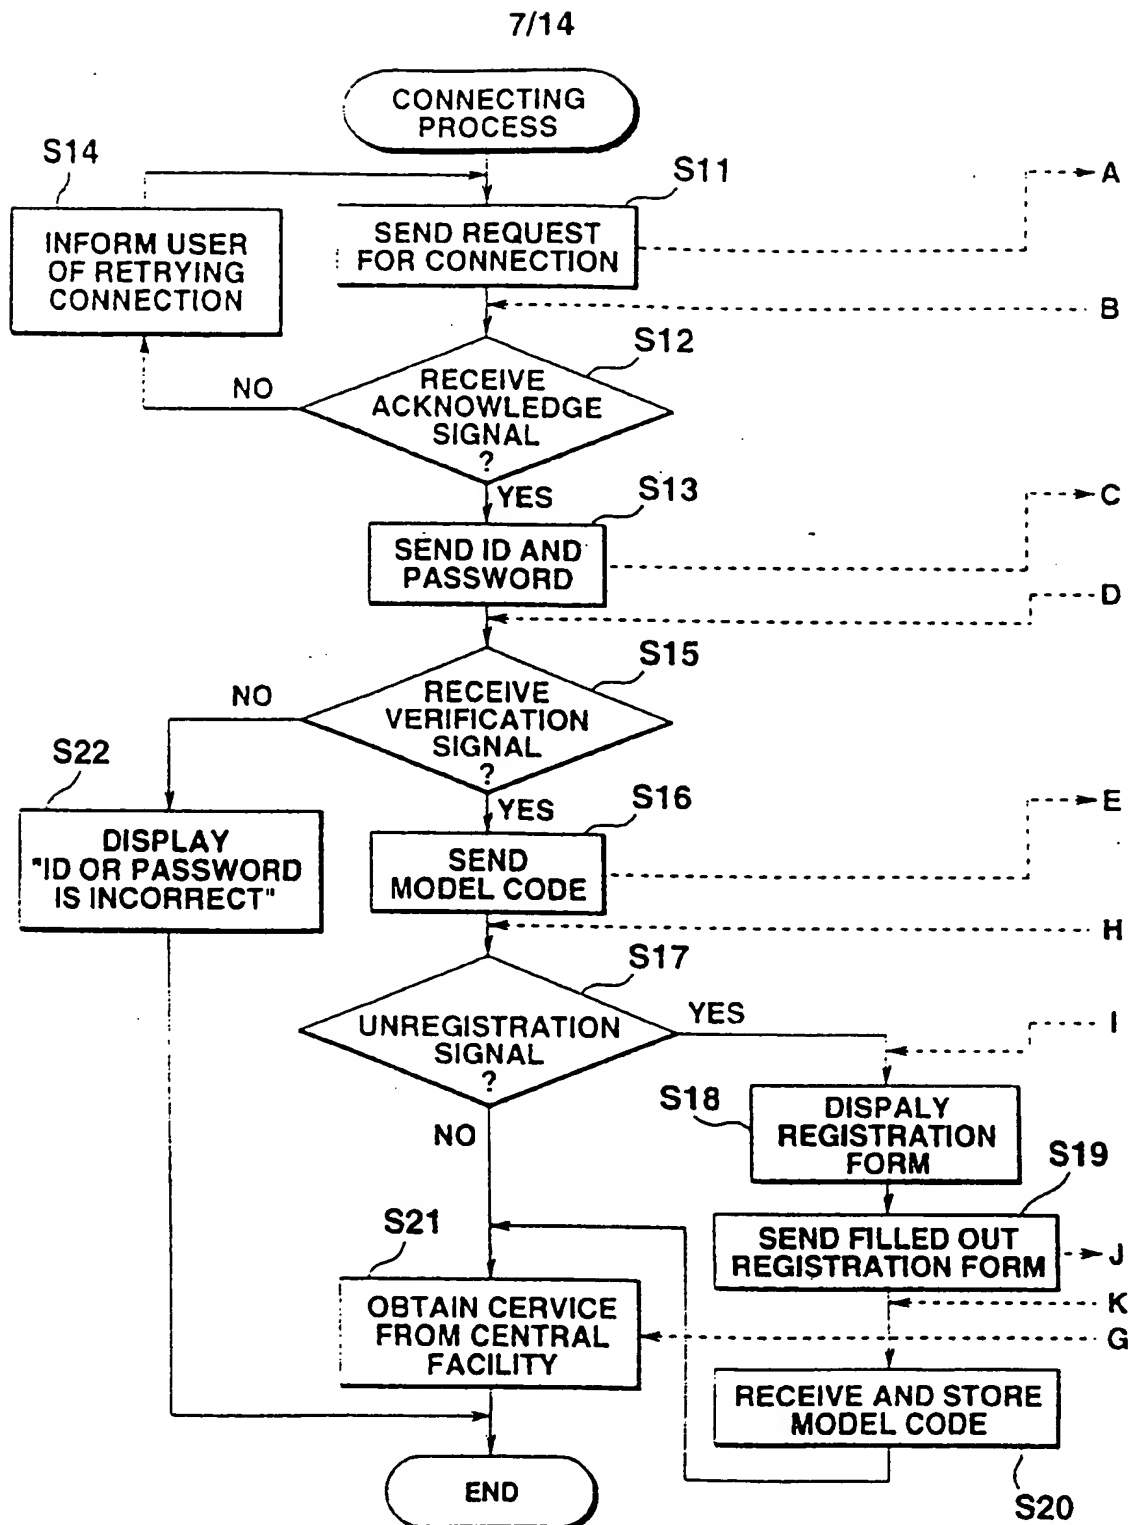 7/14
CONNECTING
PROCESS
S14
S11
A
INFORM USER
OF RETRYING
CONNECTION
SEND REQUEST
FOR CONNECTION
B
S12
NO
RECEIVE
ACKNOWLEDGE
SIGNAL
?
YES
S13
C
SEND ID AND
PASSWORD
D
S15
NO
RECEIVE
VERIFICATION
SIGNAL
?
S22
YES
S16
E
DISPLAY
"ID OR PASSWORD
IS INCORRECT"
SEND
MODEL CODE
H
S17
UNREGISTRATION
SIGNAL
?
YES
I
S18
DISPALY
REGISTRATION
FORM
NO
S19
S21
SEND FILLED OUT
REGISTRATION FORM
J
K
OBTAIN CERVICE
FROM CENTRAL
FACILITY
G
RECEIVE AND STORE
MODEL CODE
END
S20